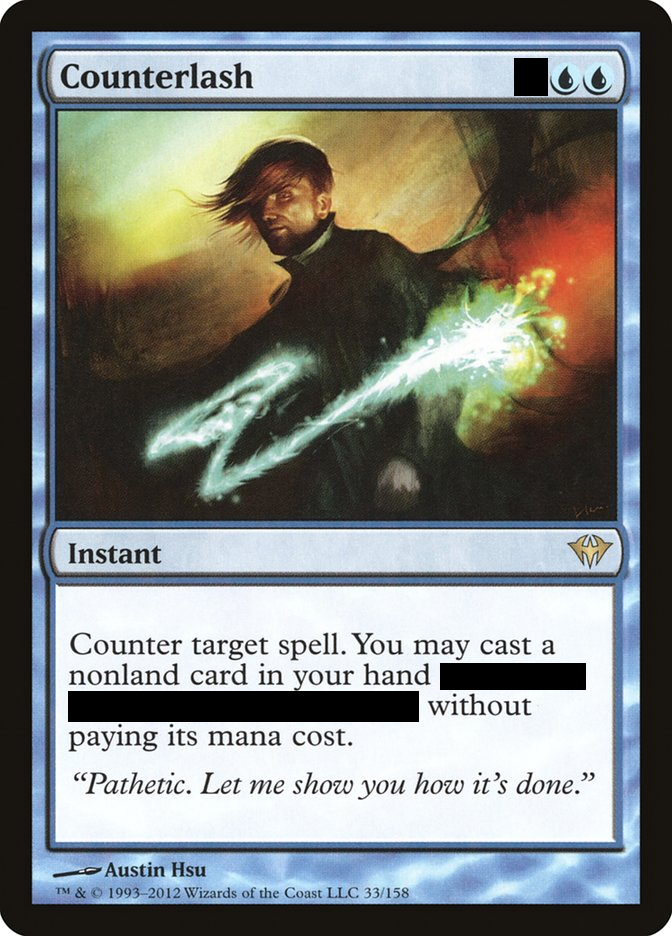 Counterlash
Instant
Counter target spell. You may cast a
nonland card in your hand
without
paying its mana cost.
“Pathetic. Let me show you how it’s done.”
Austin Hsu
™ & © 1993–2012 Wizards of the Coast LLC 33/158